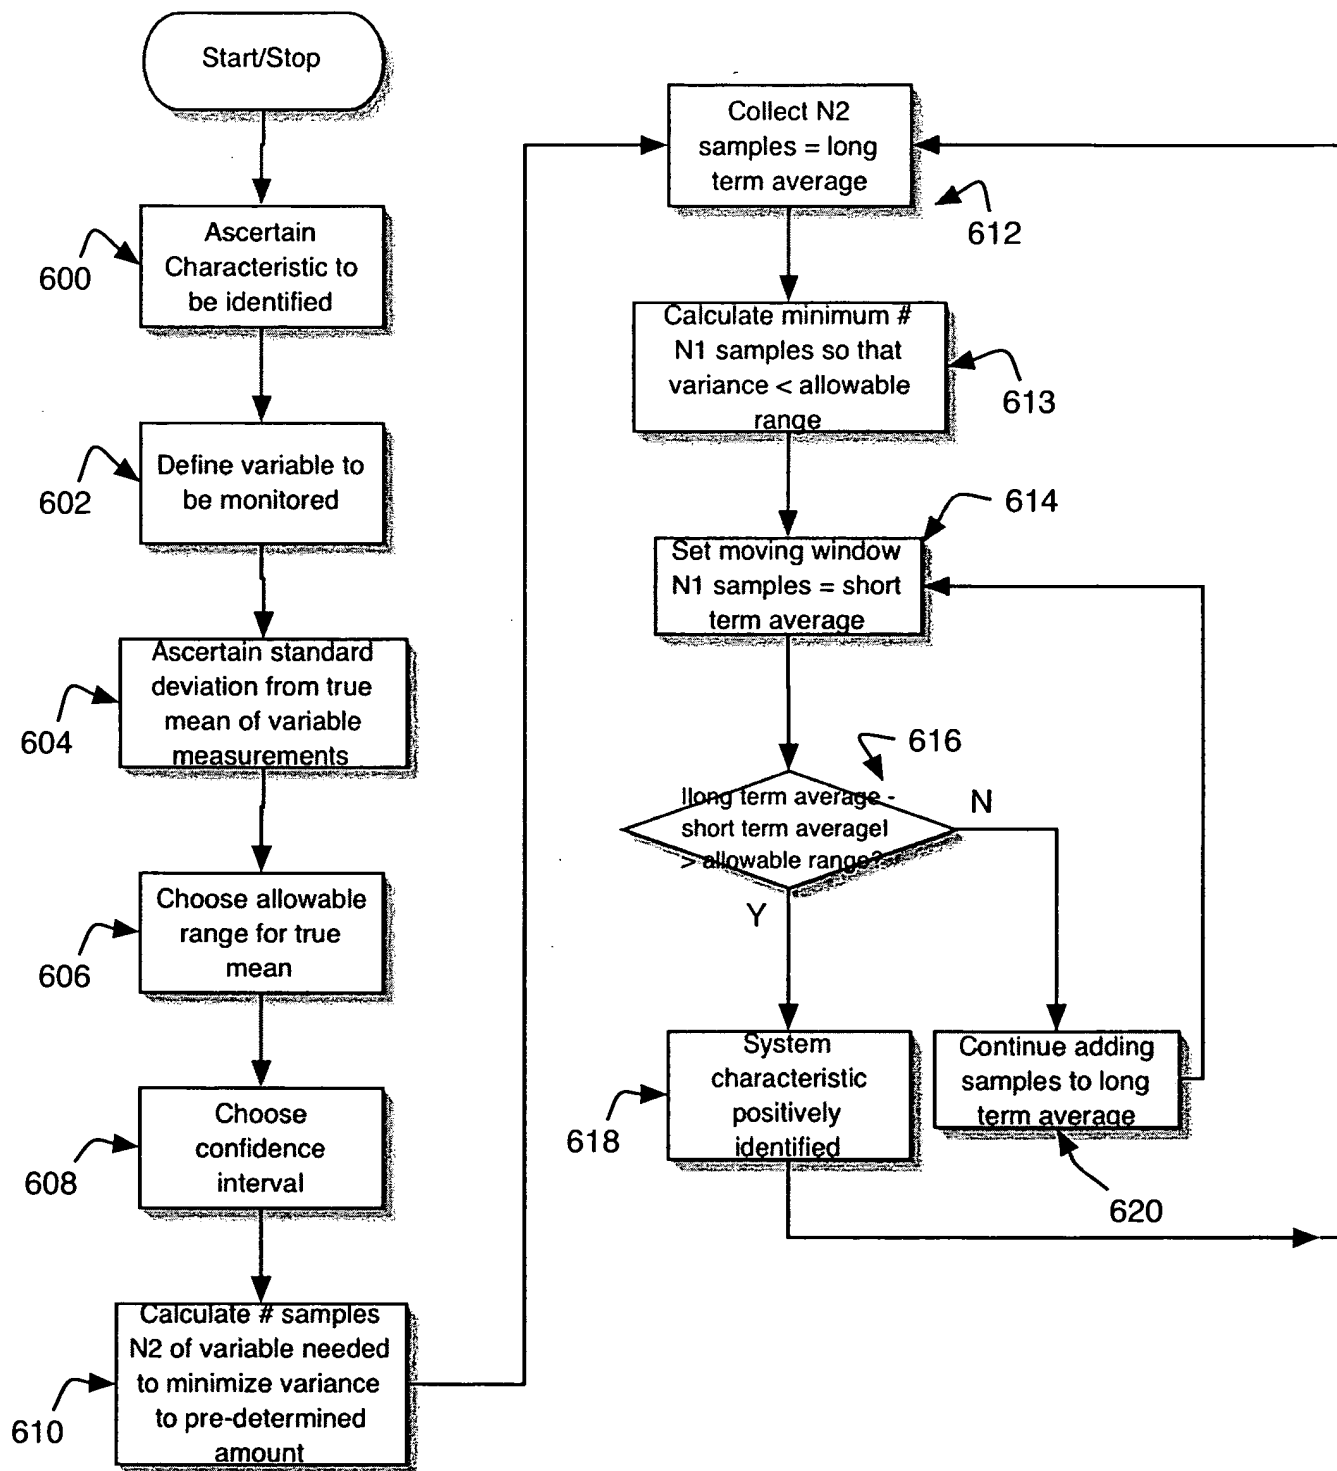 Start/Stop
Ascertain
Characteristic to
be identified
600
Define variable to
be monitored
602
Ascertain standard
deviation from true
mean of variable
measurements
604
Choose allowable
range for true
mean
606
Choose
confidence
interval
608
Calculate # samples
N2 of variable needed
to minimize variance
to pre-determined
amount
610
Collect N2
samples = long
term average
612
Calculate minimum #
N1 samples so that
variance < allowable
range
613
Set moving window
N1 samples = short
term average
614
|long term average -
short term average|
> allowable range?
616
N
Y
System
characteristic
positively
identified
618
Continue adding
samples to long
term average
620